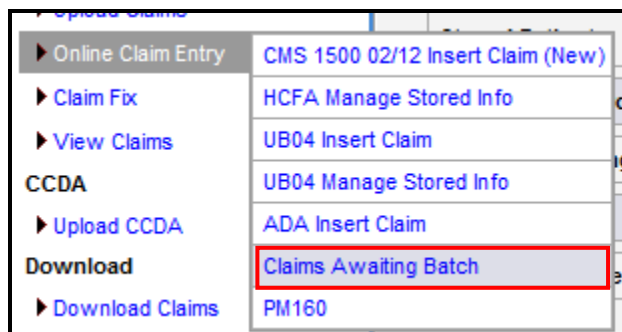 Upload Claims
Online Claim Entry
Claim Fix
View Claims
CCDA
Upload CCDA
Download
Download Claims
CMS 1500 02/12 Insert Claim (New)
HCFA Manage Stored Info
UB04 Insert Claim
UB04 Manage Stored Info
ADA Insert Claim
Claims Awaiting Batch
PM160